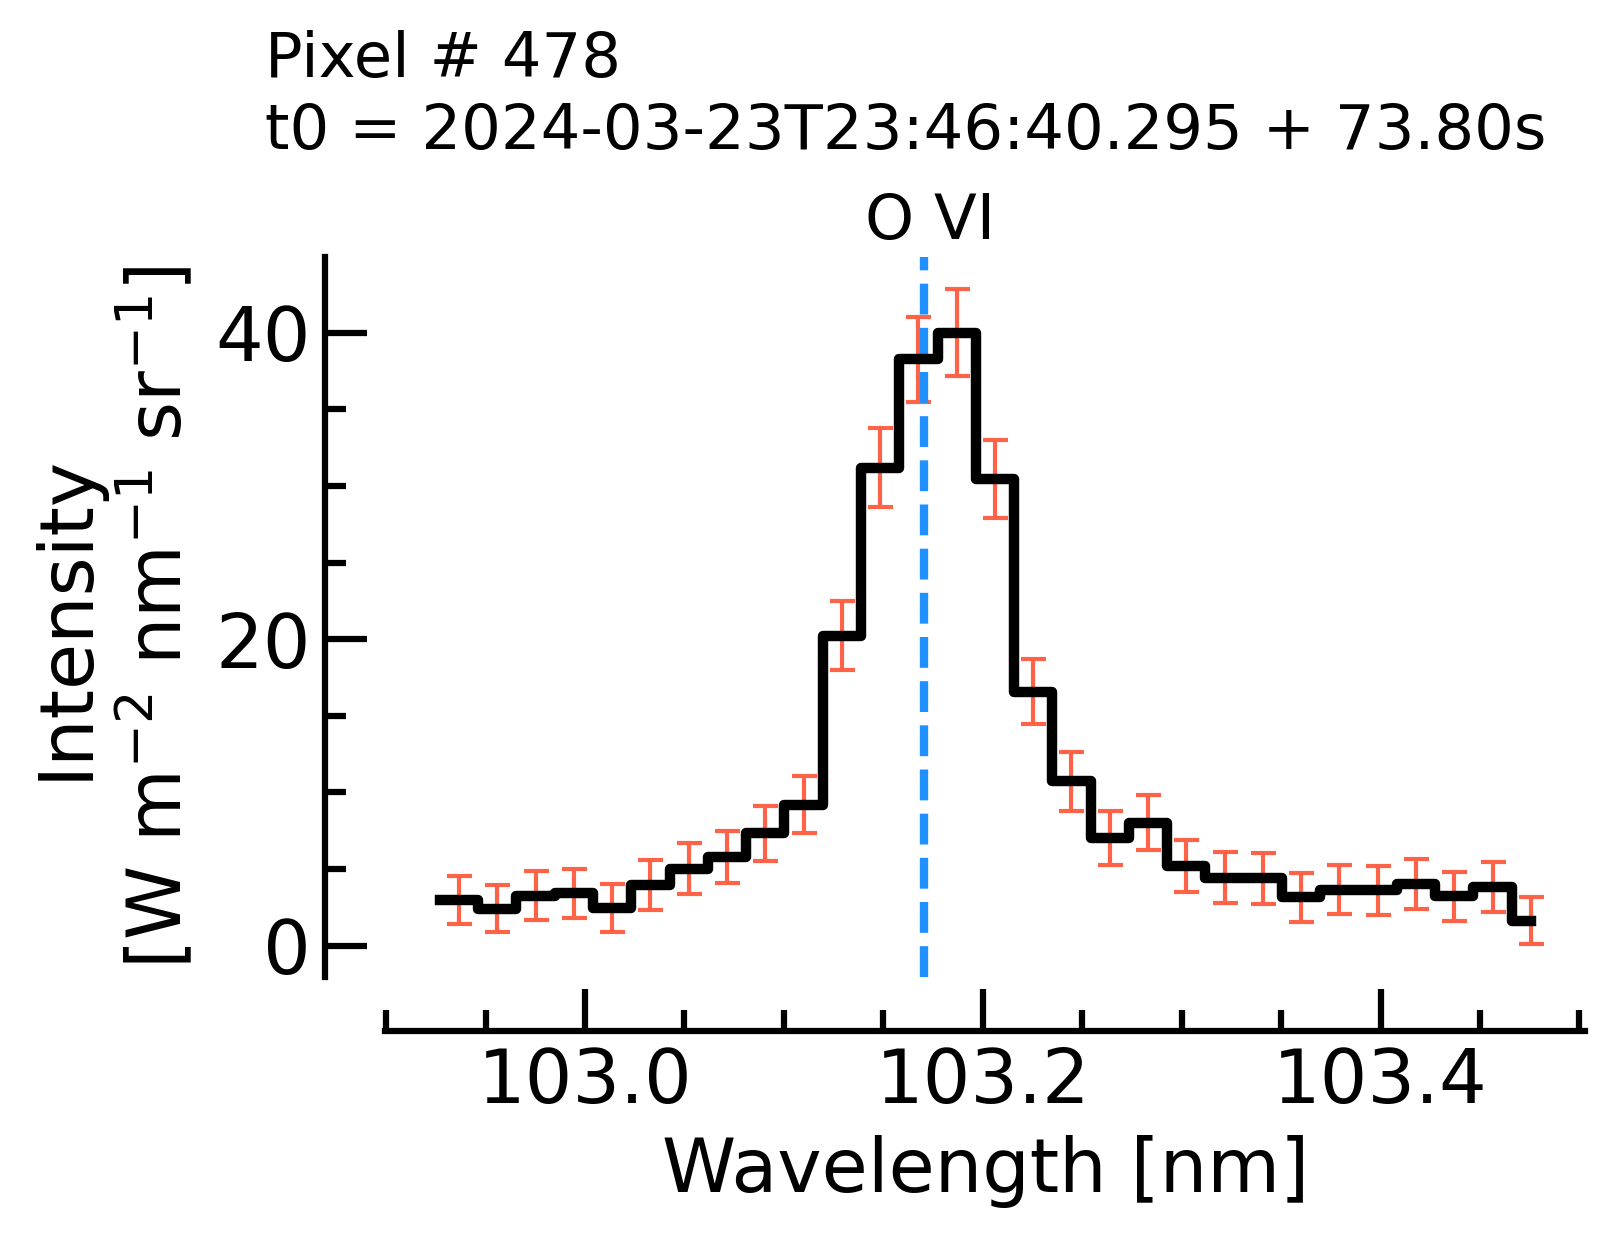 Pixel # 478
t0 = 2024-03-23T23:46:40.295 + 73.80s
O VI
Intensity
[W m⁻² nm⁻¹ sr⁻¹]
40
20
0
103.0 103.2 103.4
Wavelength [nm]